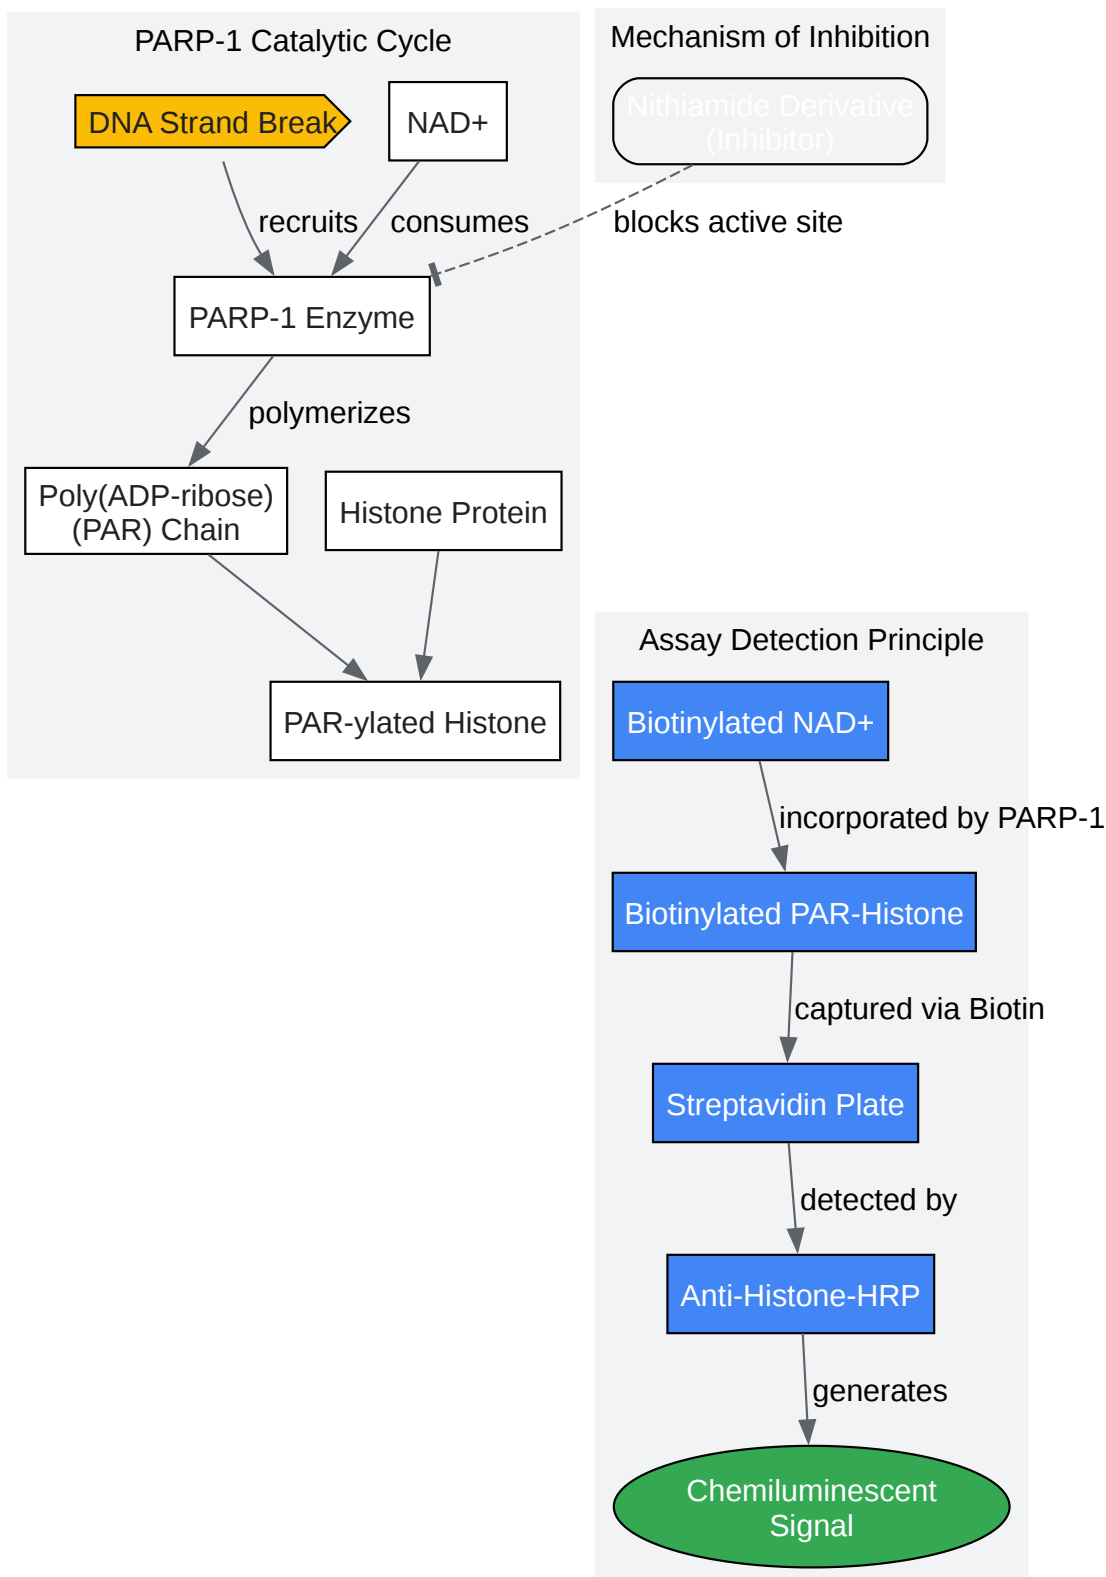 PARP-1 Catalytic Cycle
DNA Strand Break
NAD+
recruits
consumes
PARP-1 Enzyme
polymerizes
Poly(ADP-ribose)
(PAR) Chain
Histone Protein
PAR-ylated Histone
Mechanism of Inhibition
Nithiamide Derivative
(Inhibitor)
blocks active site
Assay Detection Principle
Biotinylated NAD+
incorporated by PARP-1
Biotinylated PAR-Histone
captured via Biotin
Streptavidin Plate
detected by
Anti-Histone-HRP
generates
Chemiluminescent
Signal